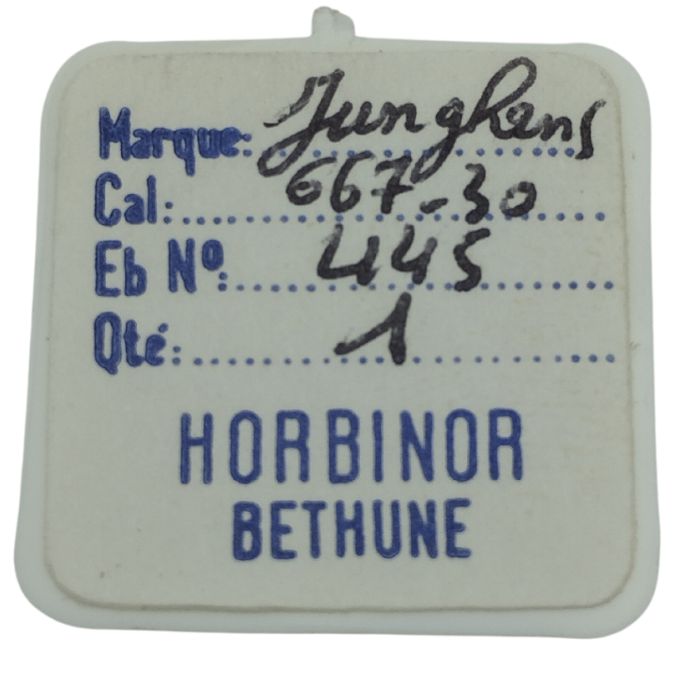 Marque: Junghans
Cal: 667-30
Eb Nº: 445
Qté: 1
HORBINOR
BETHUNE